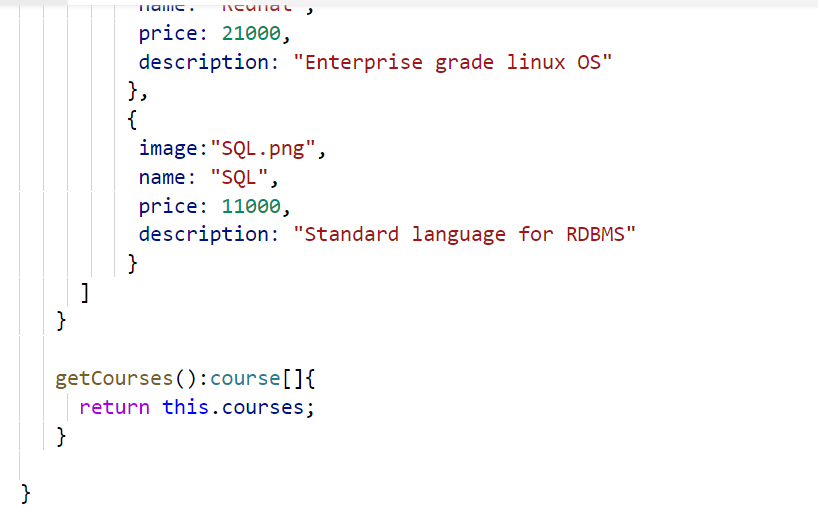 name: "Redhat",
price: 21000,
description: "Enterprise grade linux OS"
},
{
image:"SQL.png",
name: "SQL",
price: 11000,
description: "Standard language for RDBMS"
}
]
}
getCourses():course[]{
return this.courses;
}
}